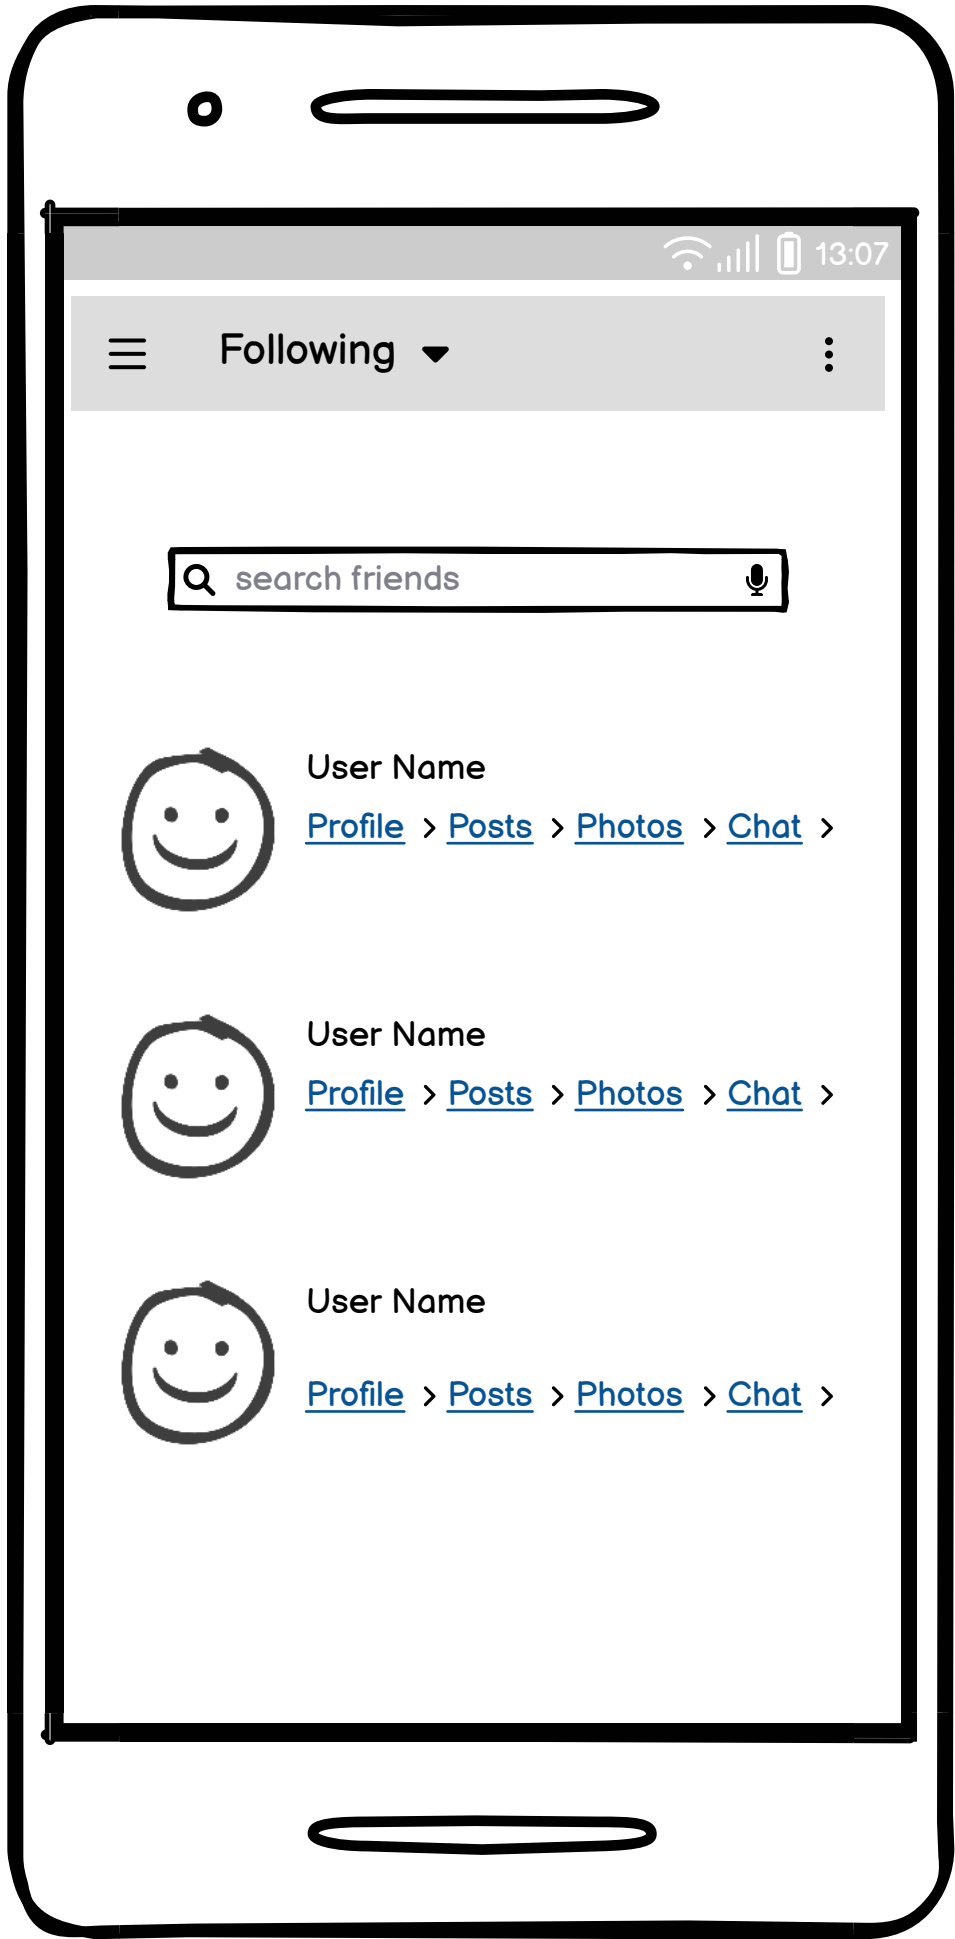 13:07
Following
search friends
User Name
Profile > Posts > Photos > Chat >
User Name
Profile > Posts > Photos > Chat >
User Name
Profile > Posts > Photos > Chat >